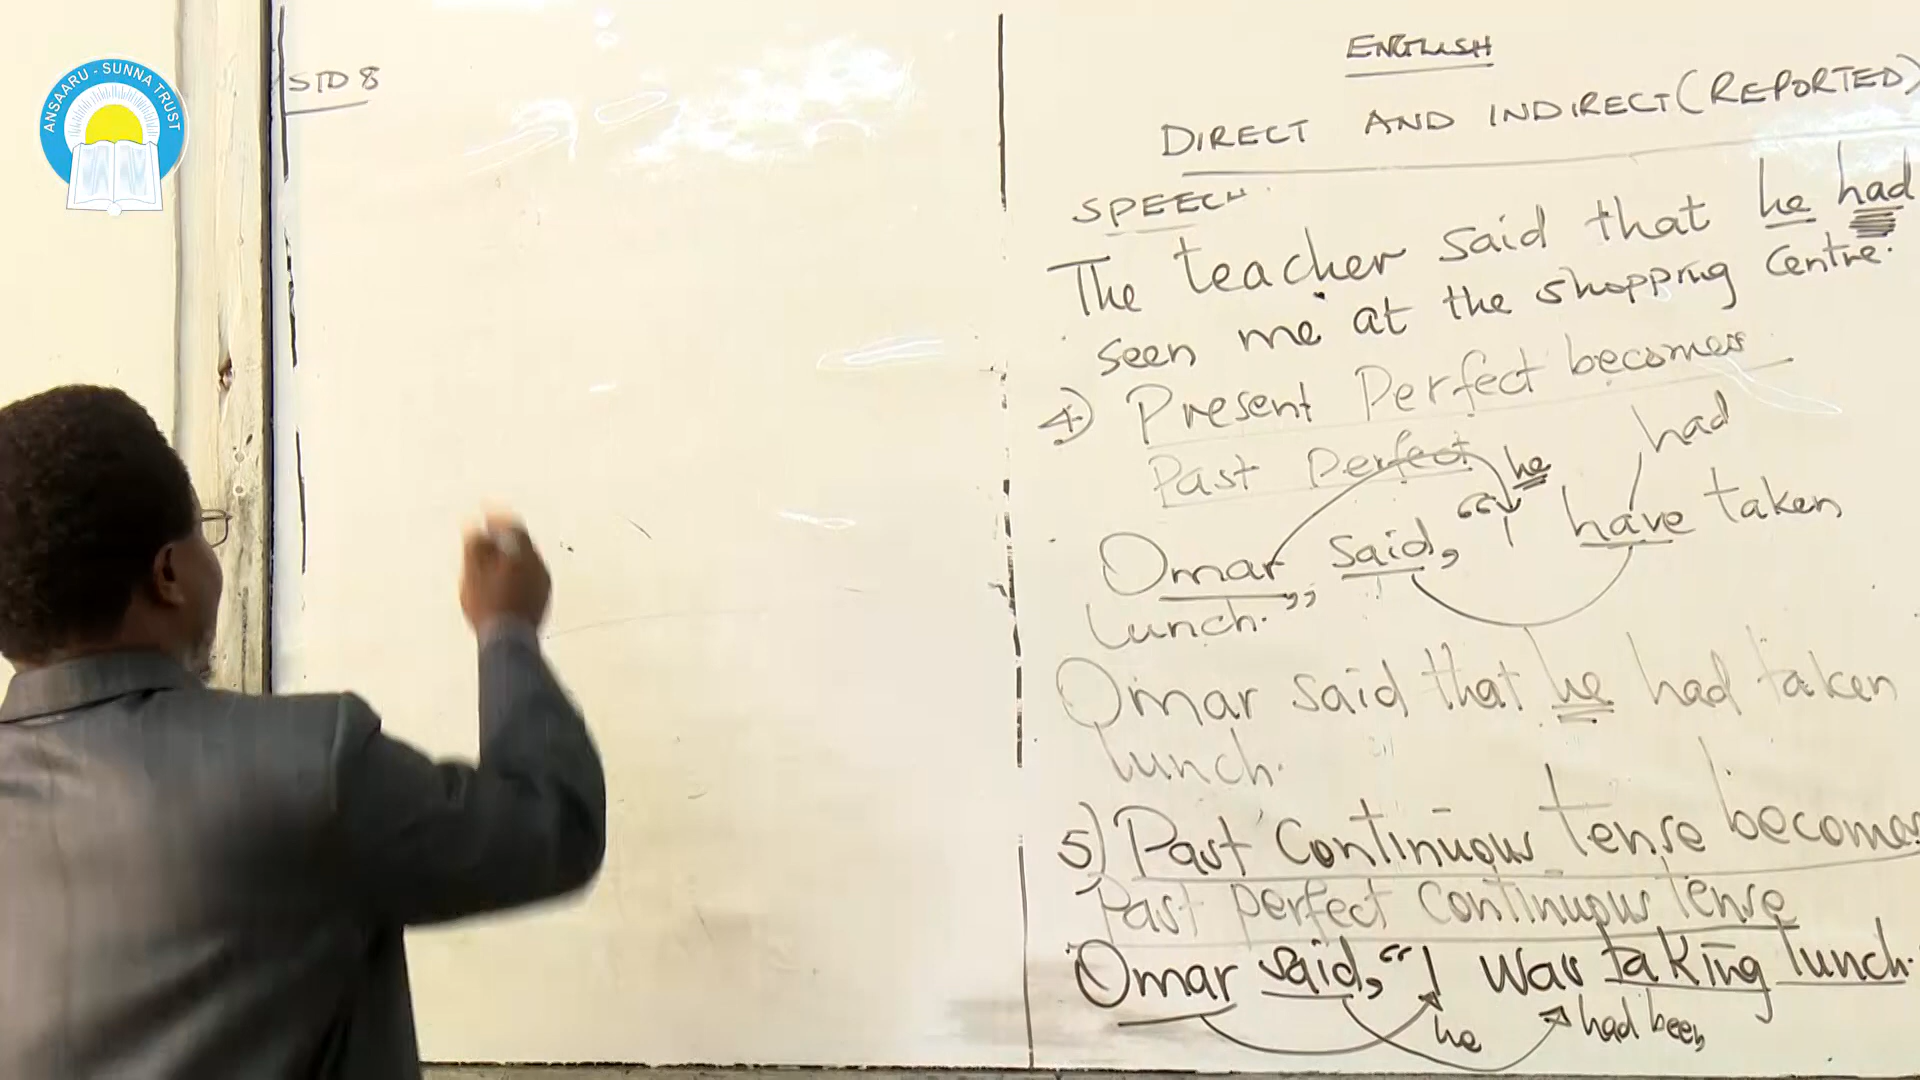 ANSAARU - SUNNA TRUST
STD 8
ENGLISH
DIRECT AND INDIRECT (REPORTED)
SPEECH
The teacher said that he had
seen me at the shopping centre.
4) Present Perfect becomes
Past Perfect
he
had
Omar said, “I have taken
lunch.”
Omar said that he had taken
lunch.
5) Past Continuous tense becomes
Past perfect continuous tense
Omar said, “I was taking lunch.
he
had been